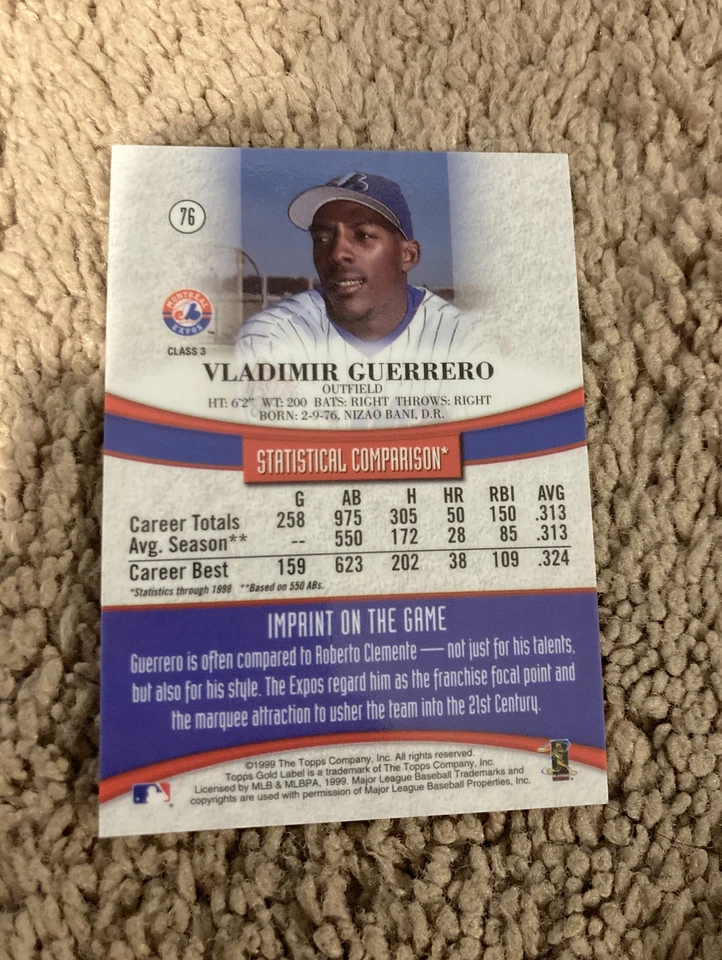 76
MONTREAL
EXPOS
CLASS 3
VLADIMIR GUERRERO
OUTFIELD
HT: 6'2" WT: 200 BATS: RIGHT THROWS: RIGHT
BORN: 2-9-76, NIZAO BANI, D.R.
STATISTICAL COMPARISON*
G AB H HR RBI AVG
Career Totals 258 975 305 50 150 .313
Avg. Season** -- 550 172 28 85 .313
Career Best 159 623 202 38 109 .324
*Statistics through 1998 **Based on 550 ABs.
IMPRINT ON THE GAME
Guerrero is often compared to Roberto Clemente — not just for his talents,
but also for his style. The Expos regard him as the franchise focal point and
the marquee attraction to usher the team into the 21st Century.
©1999 The Topps Company, Inc. All rights reserved.
Topps Gold Label is a trademark of The Topps Company, Inc.
Licensed by MLB & MLBPA, 1999. Major League Baseball Trademarks and
copyrights are used with permission of Major League Baseball Properties, Inc.